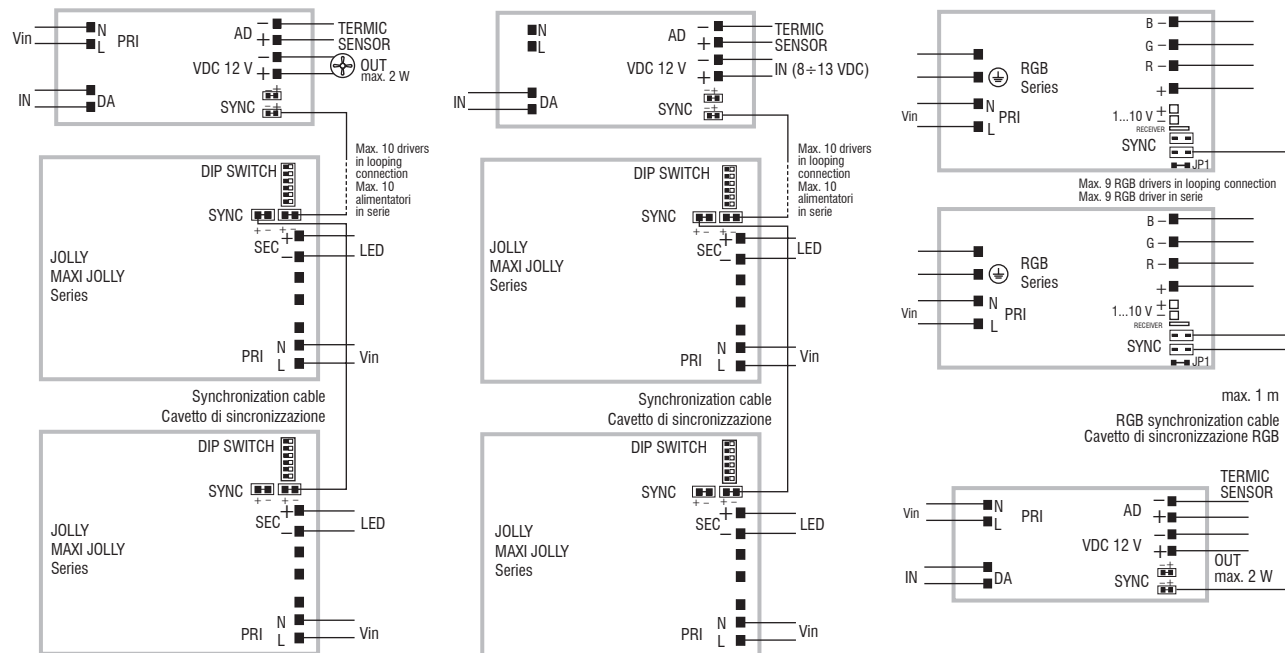 Vin
N
L
PRI
IN
DA
AD
− +
TERMIC
SENSOR
VDC 12 V
− +
OUT
max. 2 W
SYNC
− +
− +
Max. 10 drivers
in looping
connection
Max. 10
alimentatori
in serie
DIP SWITCH
SYNC
+ − + −
SEC
+
−
LED
JOLLY
MAXI JOLLY
Series
PRI
N
L
Vin
Synchronization cable
Cavetto di sincronizzazione
DIP SWITCH
SYNC
+ − + −
SEC
+
−
LED
JOLLY
MAXI JOLLY
Series
PRI
N
L
Vin
N
L
IN
DA
AD
− +
TERMIC
SENSOR
VDC 12 V
− +
IN (8÷13 VDC)
SYNC
− +
− +
Max. 10 drivers
in looping
connection
Max. 10
alimentatori
in serie
DIP SWITCH
SYNC
+ − + −
SEC
+
−
LED
JOLLY
MAXI JOLLY
Series
PRI
N
L
Vin
Synchronization cable
Cavetto di sincronizzazione
DIP SWITCH
SYNC
+ − + −
SEC
+
−
LED
JOLLY
MAXI JOLLY
Series
PRI
N
L
Vin
B −
G −
R −
+
RGB
Series
Vin
N
PRI
L
1...10 V + −
RECEIVER
SYNC
JP1
Max. 9 RGB drivers in looping connection
Max. 9 RGB driver in serie
B −
G −
R −
+
RGB
Series
Vin
N
PRI
L
1...10 V + −
RECEIVER
SYNC
JP1
max. 1 m
RGB synchronization cable
Cavetto di sincronizzazione RGB
Vin
N
L
PRI
IN
DA
AD
− +
TERMIC
SENSOR
VDC 12 V
− +
OUT
max. 2 W
SYNC
− +
− +